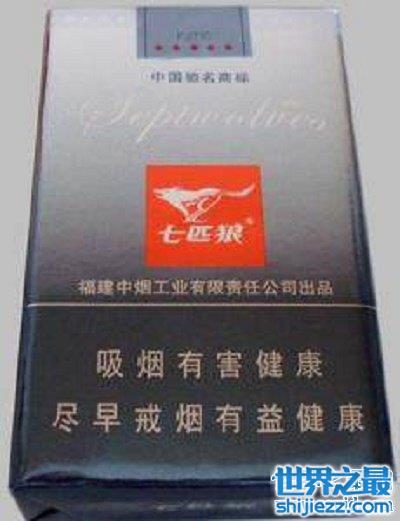 中国驰名商标
Septwolves
七匹狼®
福建中烟工业有限责任公司出品
吸烟有害健康
尽早戒烟有益健康
世界之最
shijiezz.com